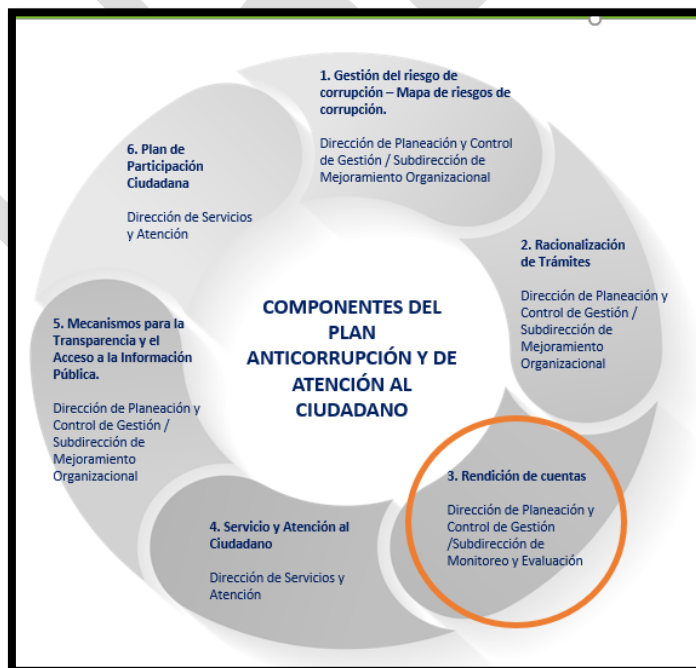 1. Gestión del riesgo de
corrupción – Mapa de riesgos de
corrupción.
Dirección de Planeación y Control
de Gestión / Subdirección de
Mejoramiento Organizacional
2. Racionalización
de Trámites
Dirección de Planeación y
Control de Gestión /
Subdirección de
Mejoramiento
Organizacional
3. Rendición de cuentas
Dirección de Planeación y
Control de Gestión
/Subdirección de
Monitoreo y Evaluación
4. Servicio y Atención al
Ciudadano
Dirección de Servicios y
Atención
5. Mecanismos para la
Transparencia y el
Acceso a la Información
Pública.
Dirección de Planeación y
Control de Gestión /
Subdirección de
Mejoramiento
Organizacional
6. Plan de
Participación
Ciudadana
Dirección de Servicios
y Atención
COMPONENTES DEL
PLAN
ANTICORRUPCIÓN Y DE
ATENCIÓN AL
CIUDADANO